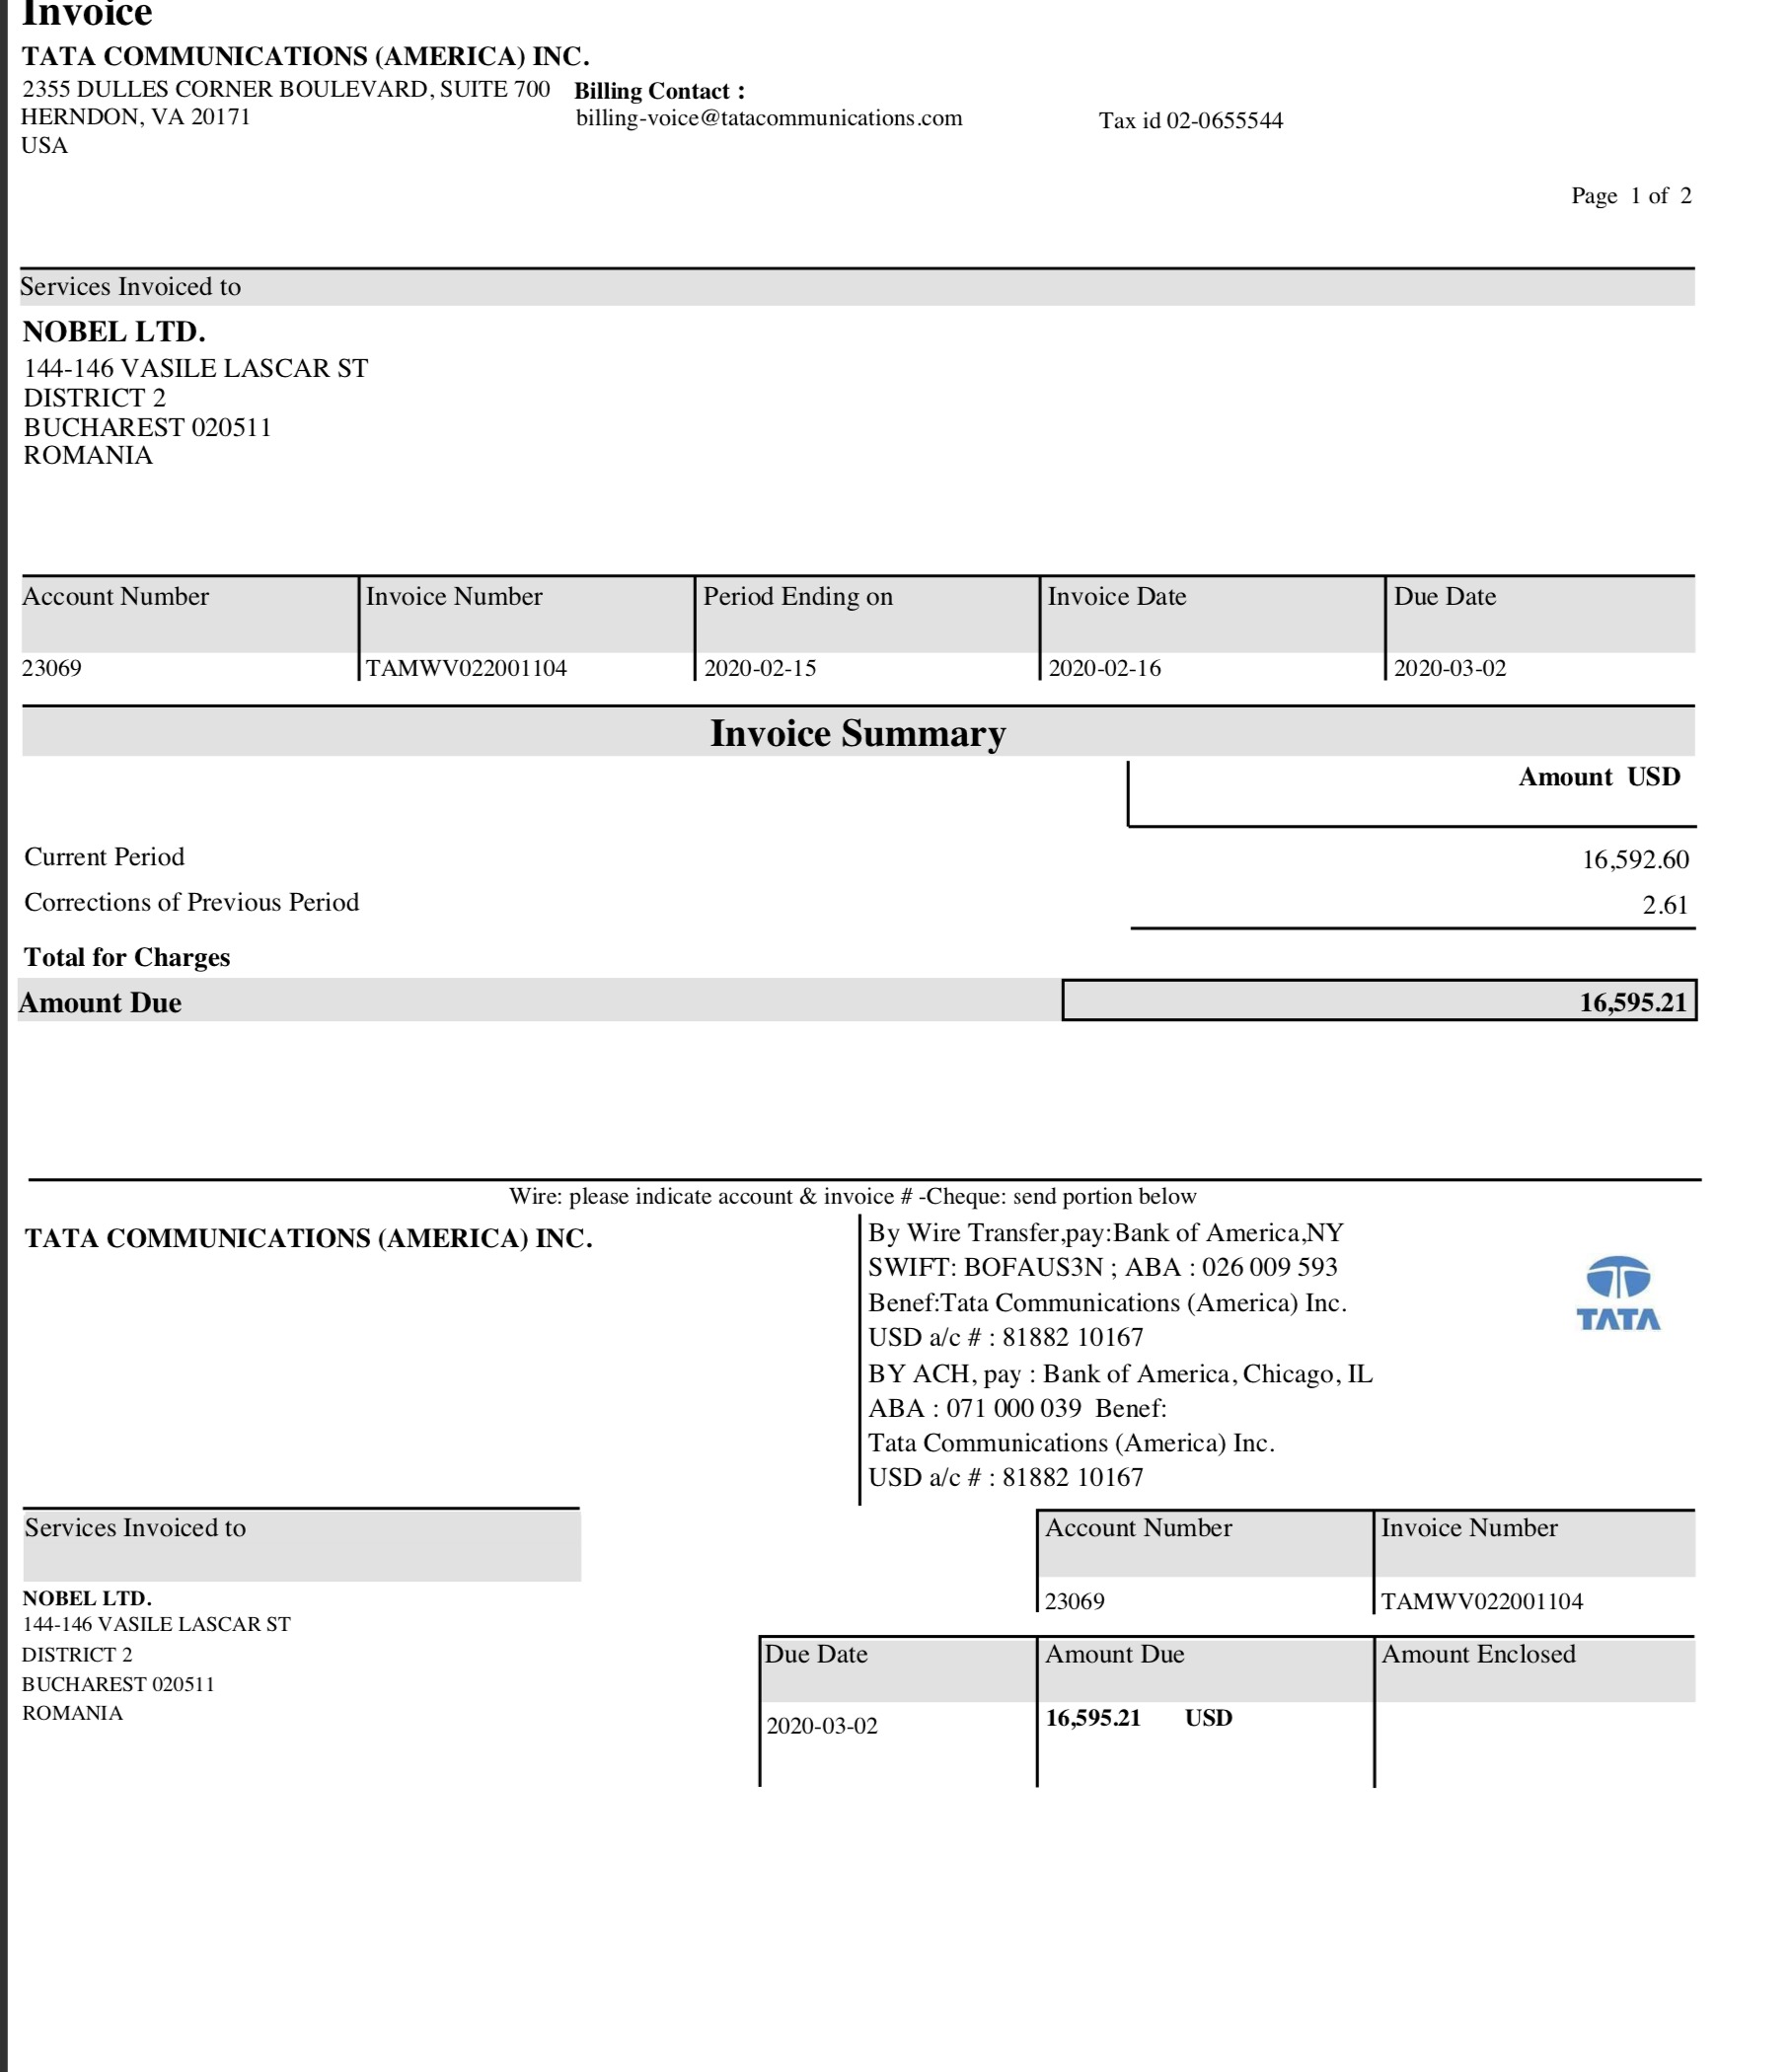 Invoice
TATA COMMUNICATIONS (AMERICA) INC.
2355 DULLES CORNER BOULEVARD, SUITE 700 Billing Contact :
HERNDON, VA 20171 billing-voice@tatacommunications.com Tax id 02-0655544
USA
Page 1 of 2
Services Invoiced to
NOBEL LTD.
144-146 VASILE LASCAR ST
DISTRICT 2
BUCHAREST 020511
ROMANIA
Account Number Invoice Number Period Ending on Invoice Date Due Date
23069 TAMWV022001104 2020-02-15 2020-02-16 2020-03-02
Invoice Summary
Amount USD
Current Period 16,592.60
Corrections of Previous Period 2.61
Total for Charges
Amount Due 16,595.21
Wire: please indicate account & invoice # -Cheque: send portion below
TATA COMMUNICATIONS (AMERICA) INC.
By Wire Transfer,pay:Bank of America,NY
SWIFT: BOFAUS3N ; ABA : 026 009 593
Benef:Tata Communications (America) Inc.
USD a/c # : 81882 10167
BY ACH, pay : Bank of America, Chicago, IL
ABA : 071 000 039 Benef:
Tata Communications (America) Inc.
USD a/c # : 81882 10167
TATA
Services Invoiced to
NOBEL LTD.
144-146 VASILE LASCAR ST
DISTRICT 2
BUCHAREST 020511
ROMANIA
Account Number Invoice Number
23069 TAMWV022001104
Due Date Amount Due Amount Enclosed
2020-03-02 16,595.21 USD